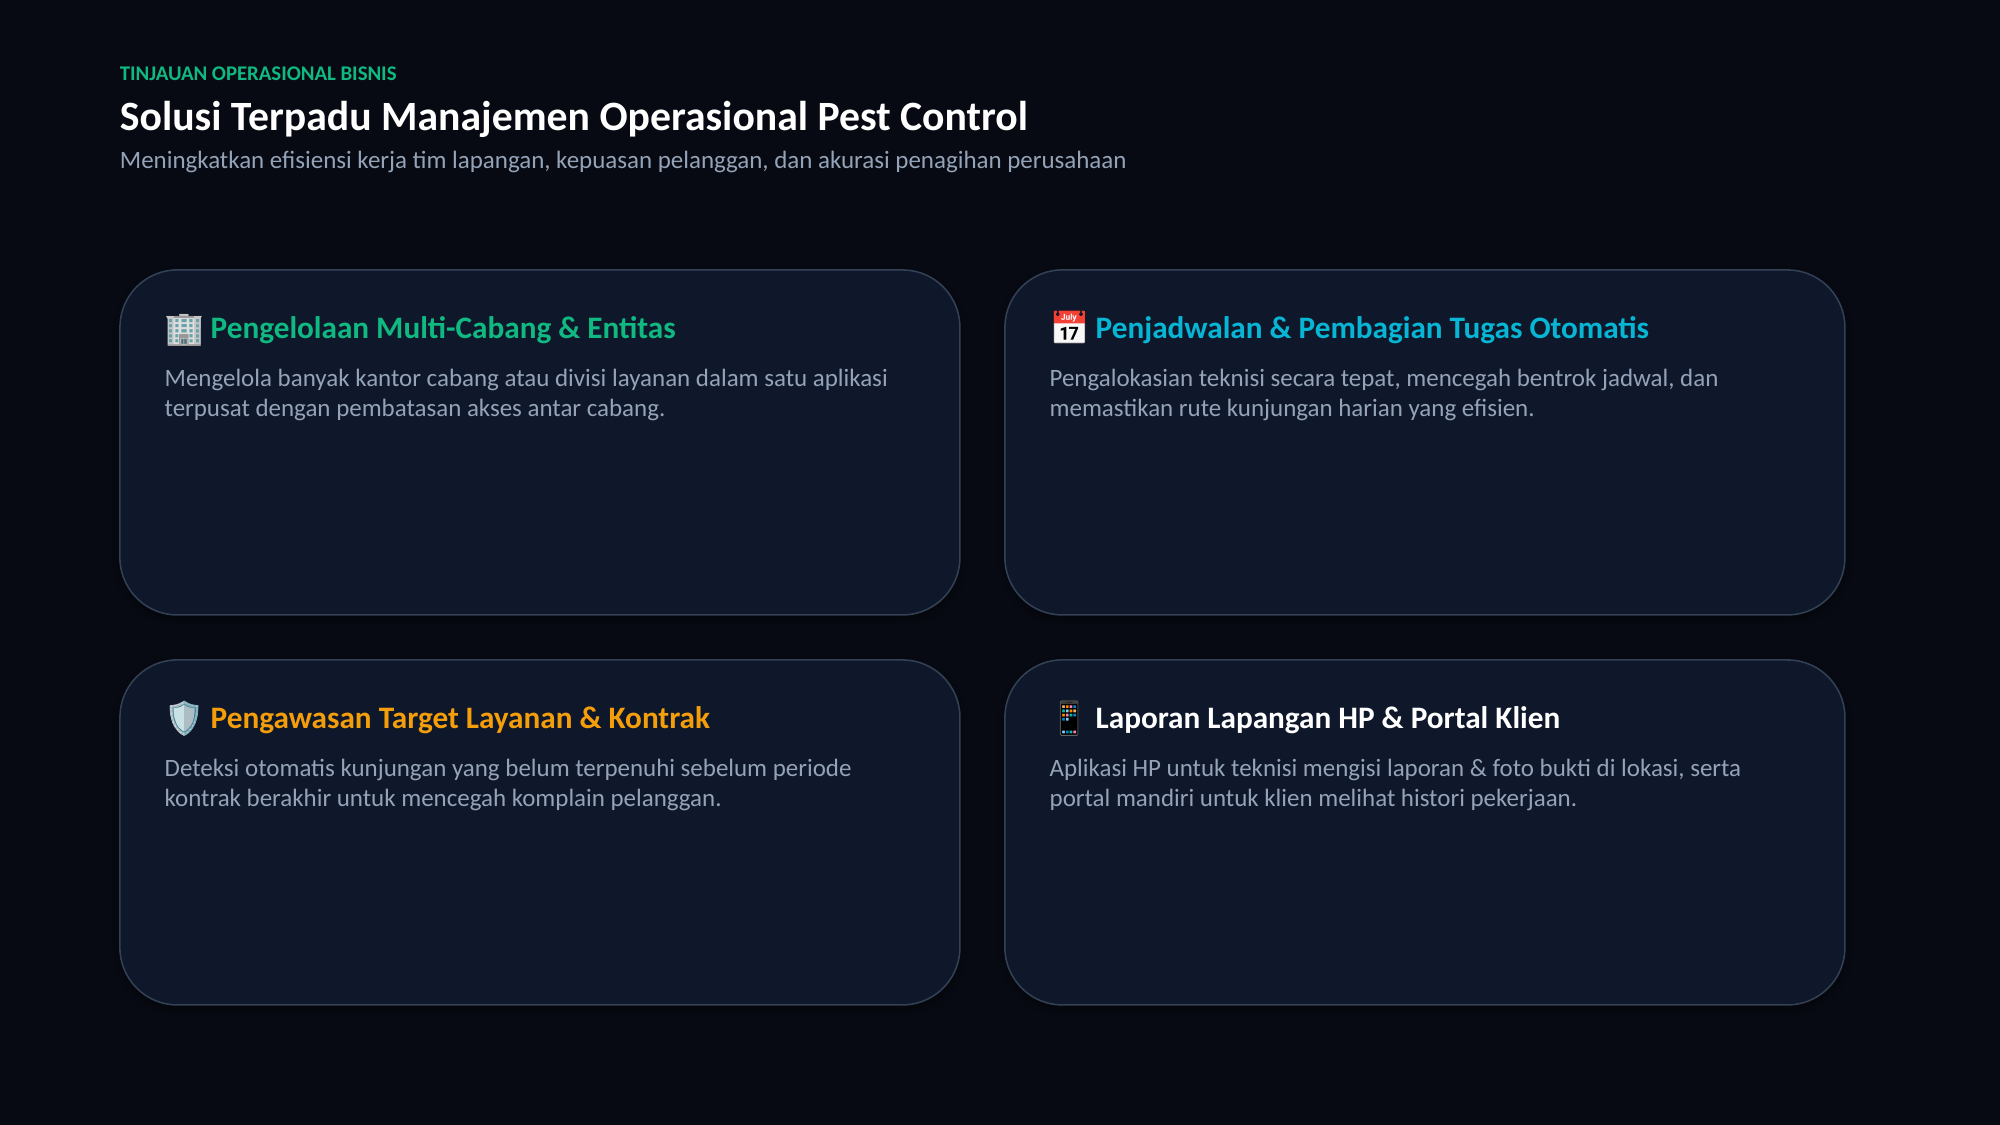 TINJAUAN OPERASIONAL BISNIS
Solusi Terpadu Manajemen Operasional Pest Control
Meningkatkan efisiensi kerja tim lapangan, kepuasan pelanggan, dan akurasi penagihan perusahaan
🏢 Pengelolaan Multi-Cabang & Entitas
Mengelola banyak kantor cabang atau divisi layanan dalam satu aplikasi
terpusat dengan pembatasan akses antar cabang.
📅 Penjadwalan & Pembagian Tugas Otomatis
Pengalokasian teknisi secara tepat, mencegah bentrok jadwal, dan
memastikan rute kunjungan harian yang efisien.
🛡️ Pengawasan Target Layanan & Kontrak
Deteksi otomatis kunjungan yang belum terpenuhi sebelum periode
kontrak berakhir untuk mencegah komplain pelanggan.
📱 Laporan Lapangan HP & Portal Klien
Aplikasi HP untuk teknisi mengisi laporan & foto bukti di lokasi, serta
portal mandiri untuk klien melihat histori pekerjaan.